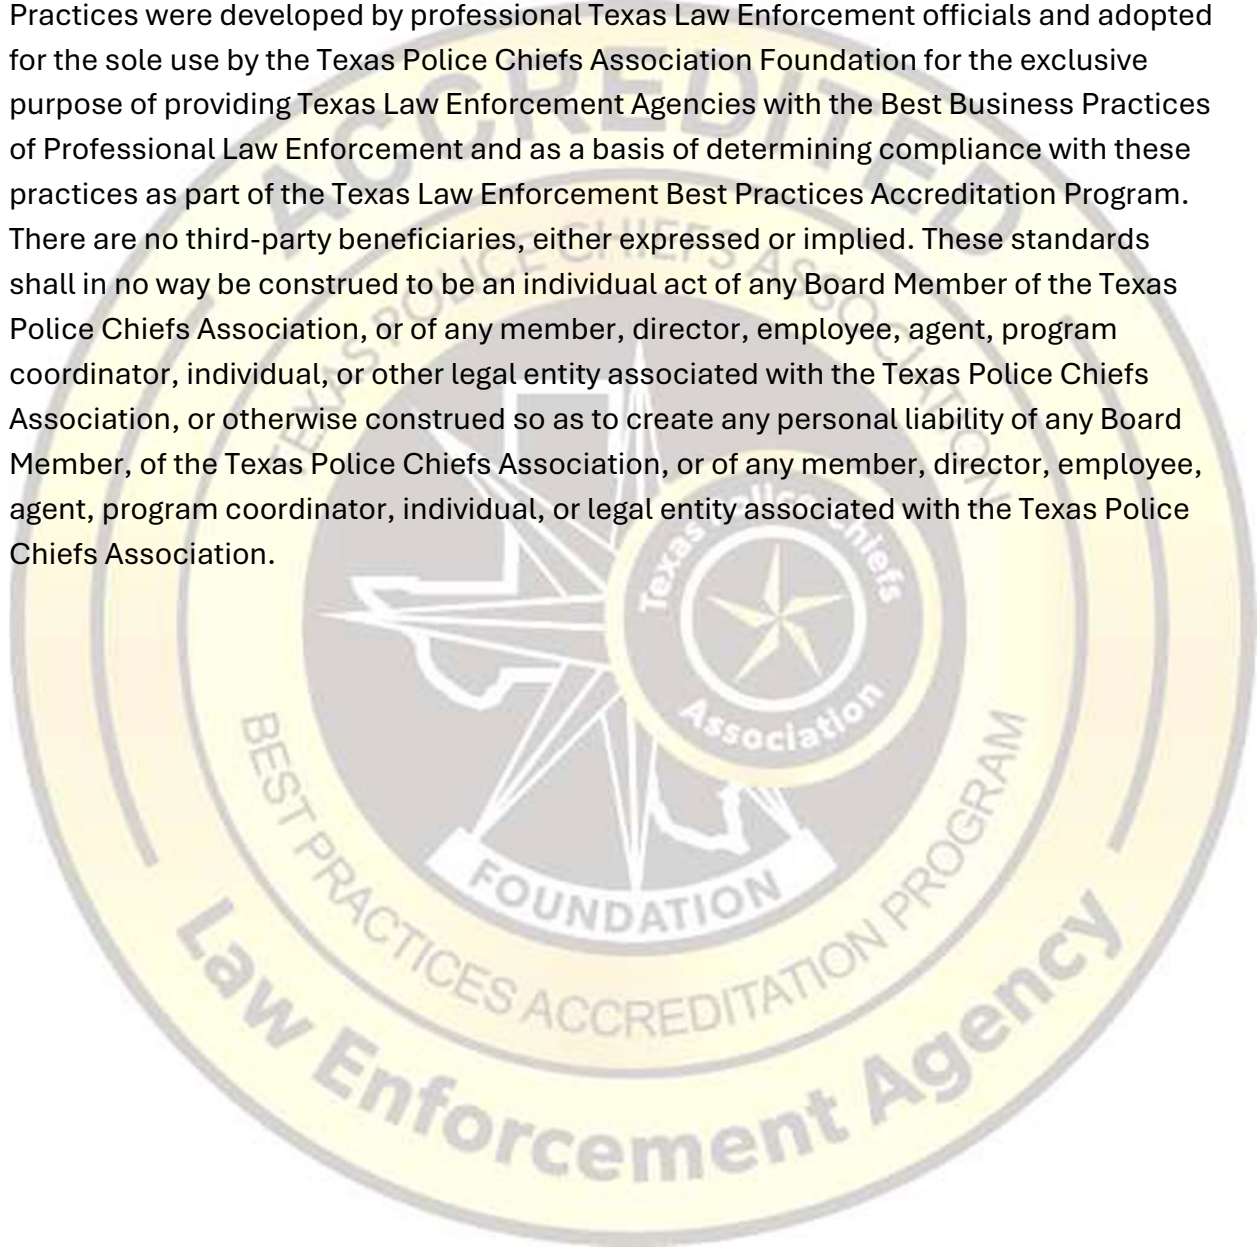 Practices were developed by professional Texas Law Enforcement officials and adopted
for the sole use by the Texas Police Chiefs Association Foundation for the exclusive
purpose of providing Texas Law Enforcement Agencies with the Best Business Practices
of Professional Law Enforcement and as a basis of determining compliance with these
practices as part of the Texas Law Enforcement Best Practices Accreditation Program.
There are no third-party beneficiaries, either expressed or implied. These standards
shall in no way be construed to be an individual act of any Board Member of the Texas
Police Chiefs Association, or of any member, director, employee, agent, program
coordinator, individual, or other legal entity associated with the Texas Police Chiefs
Association, or otherwise construed so as to create any personal liability of any Board
Member, of the Texas Police Chiefs Association, or of any member, director, employee,
agent, program coordinator, individual, or legal entity associated with the Texas Police
Chiefs Association.
ACCREDITED
TEXAS POLICE CHIEFS ASSOCIATION
Texas Police Chiefs
Association
FOUNDATION
BEST PRACTICES ACCREDITATION PROGRAM
Law Enforcement Agency